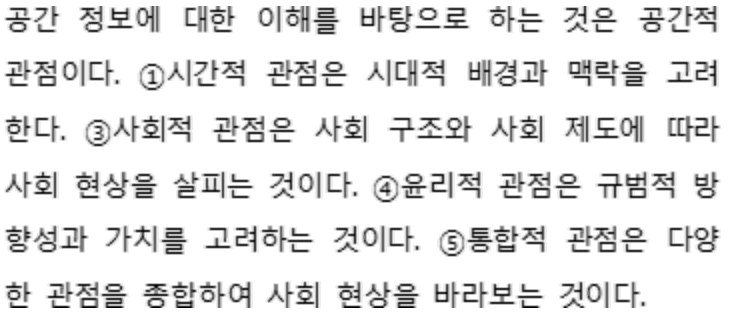 공간 정보에 대한 이해를 바탕으로 하는 것은 공간적
관점이다. ①시간적 관점은 시대적 배경과 맥락을 고려
한다. ③사회적 관점은 사회 구조와 사회 제도에 따라
사회 현상을 살피는 것이다. ④윤리적 관점은 규범적 방
향성과 가치를 고려하는 것이다. ⑤통합적 관점은 다양
한 관점을 종합하여 사회 현상을 바라보는 것이다.